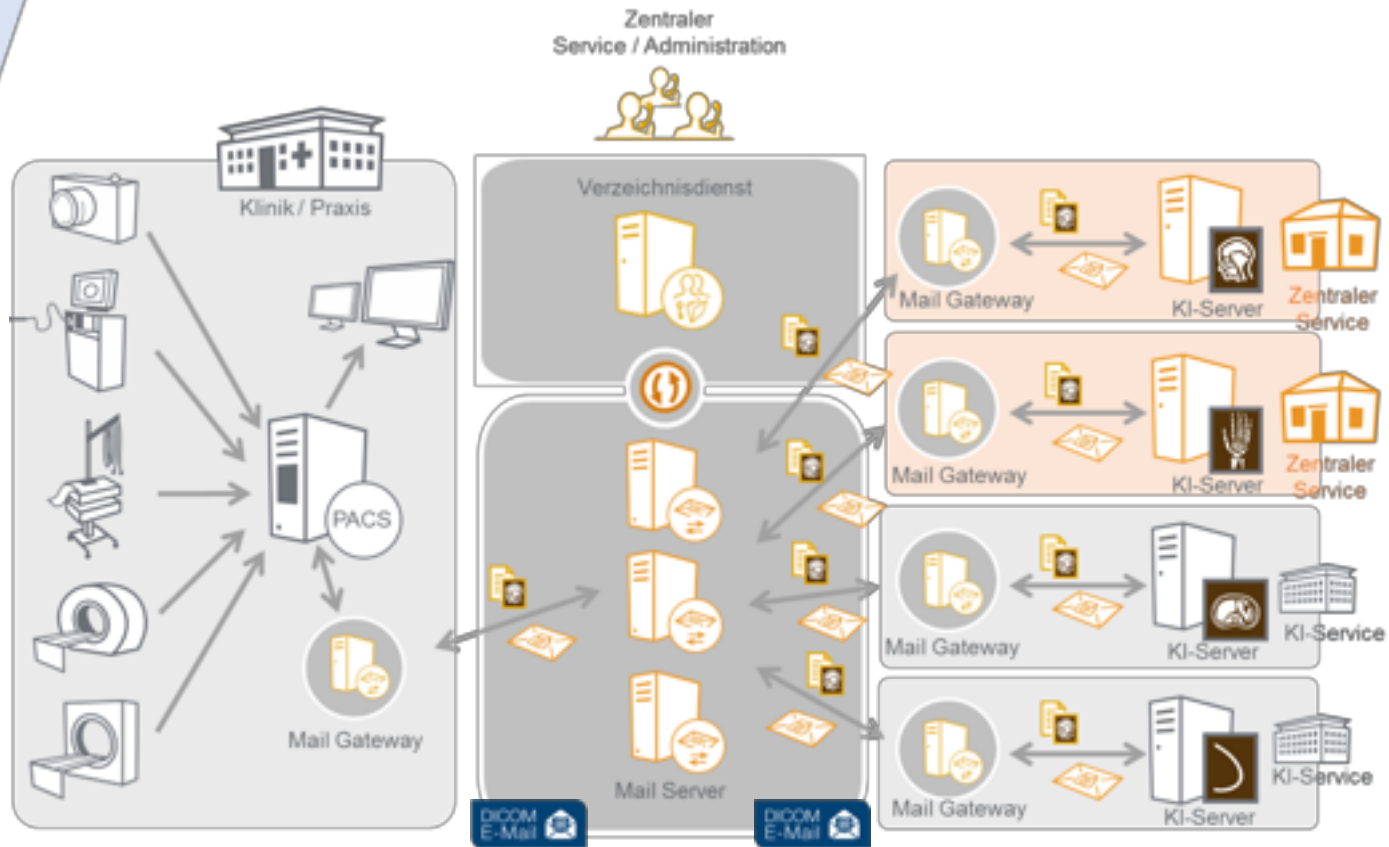 Zentraler
Service / Administration
Klinik / Praxis
PACS
Mail Gateway
Verzeichnisdienst
Mail Server
DICOM
E-Mail
DICOM
E-Mail
Mail Gateway
KI-Server
Zentraler
Service
Mail Gateway
KI-Server
Zentraler
Service
Mail Gateway
KI-Server
KI-Service
Mail Gateway
KI-Server
KI-Service